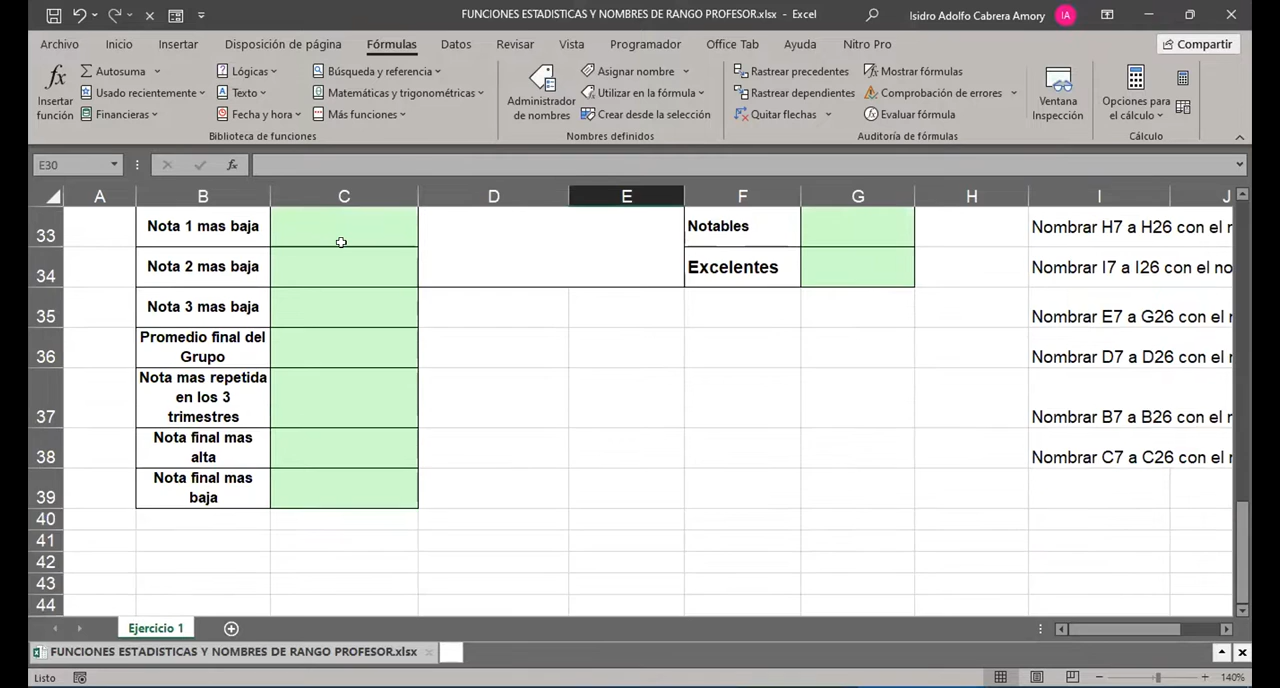 FUNCIONES ESTADISTICAS Y NOMBRES DE RANGO PROFESOR.xlsx - Excel
Isidro Adolfo Cabrera Amory
IA
Archivo Inicio Insertar Disposición de página Fórmulas Datos Revisar Vista Programador Office Tab Ayuda Nitro Pro
Compartir
fx Insertar función
Autosuma
Usado recientemente
Financieras
Lógicas
Texto
Fecha y hora
Búsqueda y referencia
Matemáticas y trigonométricas
Más funciones
Biblioteca de funciones
Administrador de nombres
Asignar nombre
Utilizar en la fórmula
Crear desde la selección
Nombres definidos
Rastrear precedentes
Rastrear dependientes
Quitar flechas
Mostrar fórmulas
Comprobación de errores
Evaluar fórmula
Auditoría de fórmulas
Ventana Inspección
Opciones para el cálculo
Cálculo
E30
fx
A B C D E F G H I J
33 Nota 1 mas baja Notables Nombrar H7 a H26 con el
34 Nota 2 mas baja Excelentes Nombrar I7 a I26 con el no
35 Nota 3 mas baja Nombrar E7 a G26 con el
36 Promedio final del Grupo Nombrar D7 a D26 con el
37 Nota mas repetida en los 3 trimestres Nombrar B7 a B26 con el
38 Nota final mas alta Nombrar C7 a C26 con el
39 Nota final mas baja
40
41
42
43
44
Ejercicio 1
FUNCIONES ESTADISTICAS Y NOMBRES DE RANGO PROFESOR.xlsx
Listo
140%